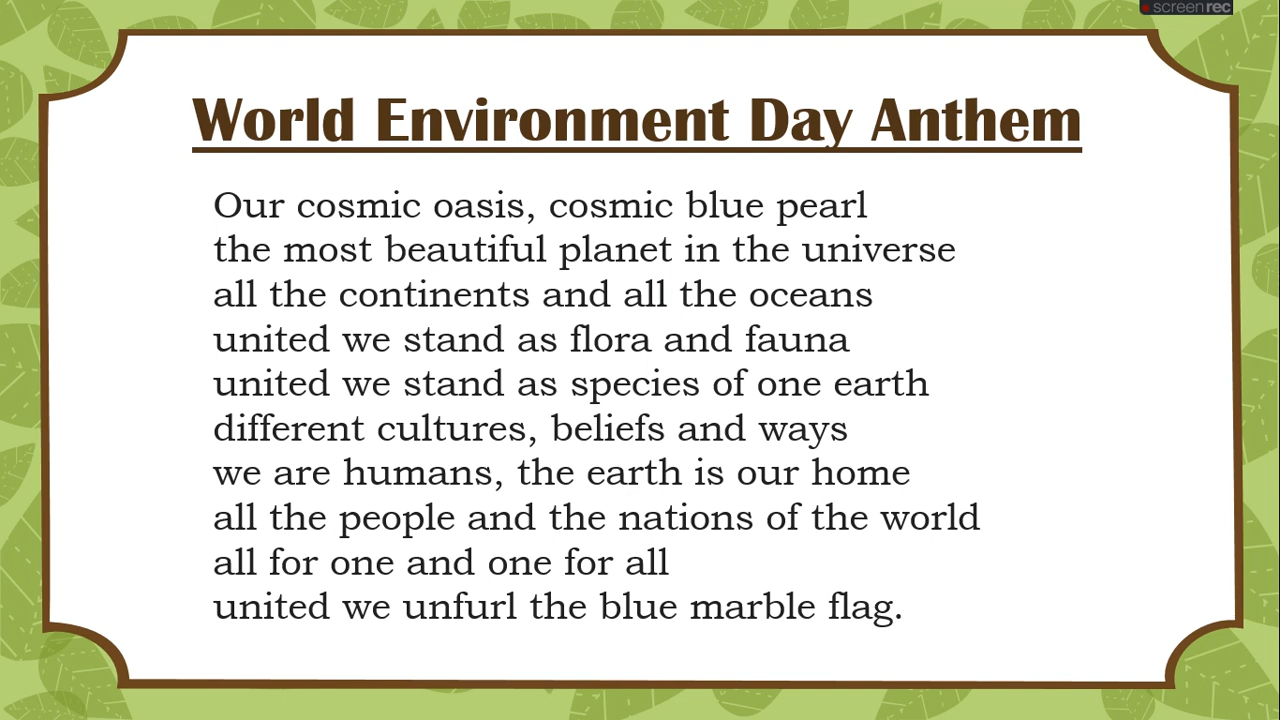 screenrec
World Environment Day Anthem
Our cosmic oasis, cosmic blue pearl
the most beautiful planet in the universe
all the continents and all the oceans
united we stand as flora and fauna
united we stand as species of one earth
different cultures, beliefs and ways
we are humans, the earth is our home
all the people and the nations of the world
all for one and one for all
united we unfurl the blue marble flag.